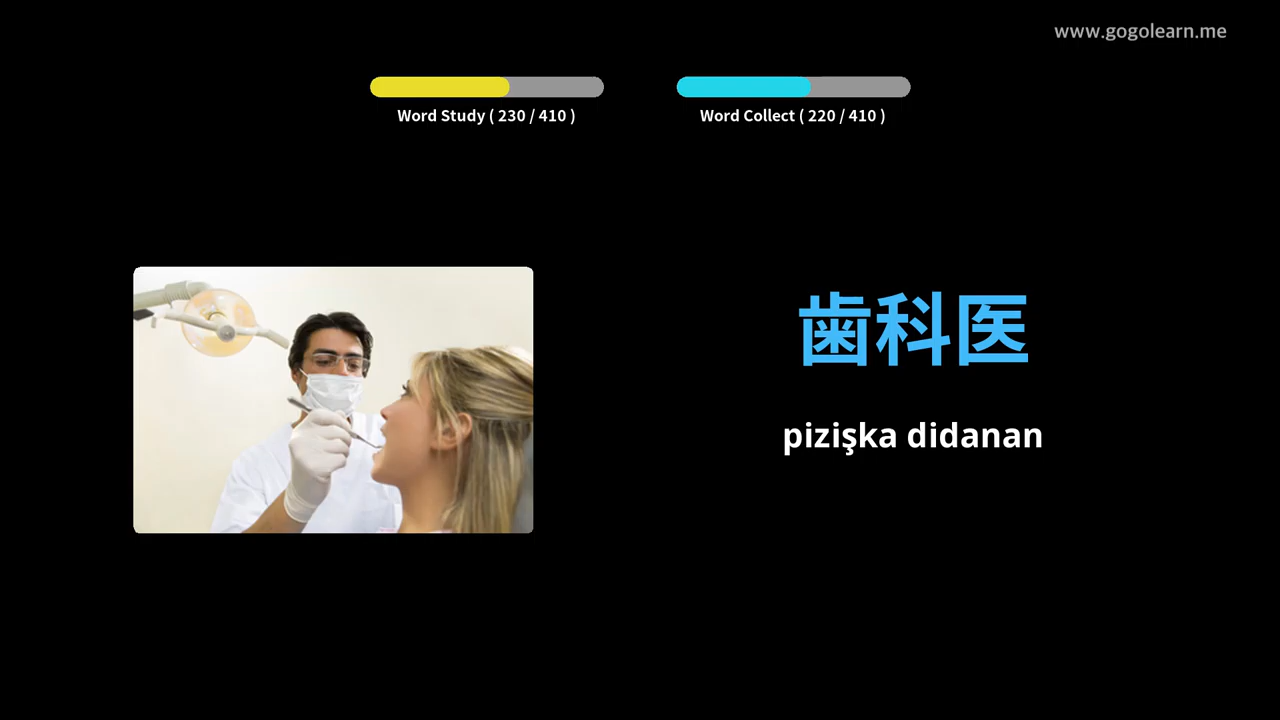 www.gogolearn.me
Word Study ( 230 / 410 )
Word Collect ( 220 / 410 )
歯科医
pizişka didanan